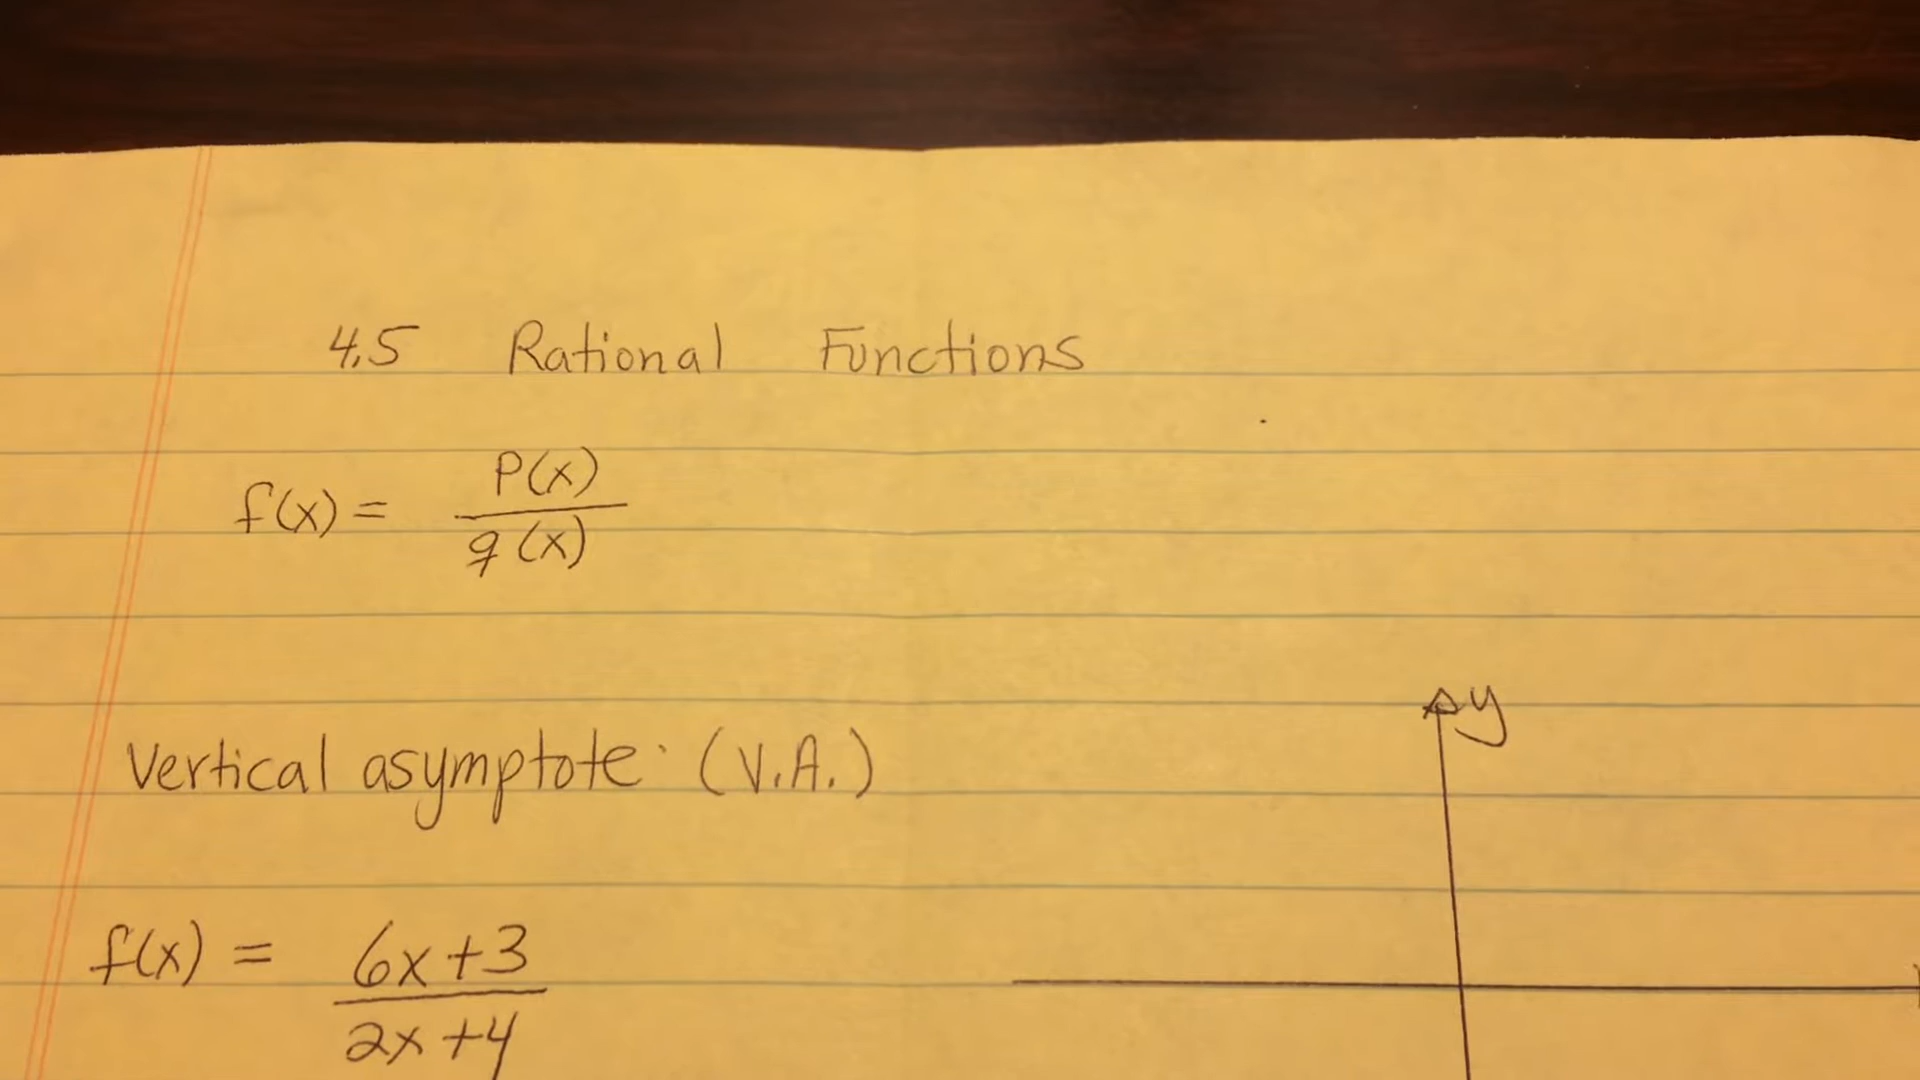 4.5 Rational Functions
f(x) = P(x)
q(x)
Vertical asymptote: (V.A.)
y
f(x) = 6x+3
2x+4